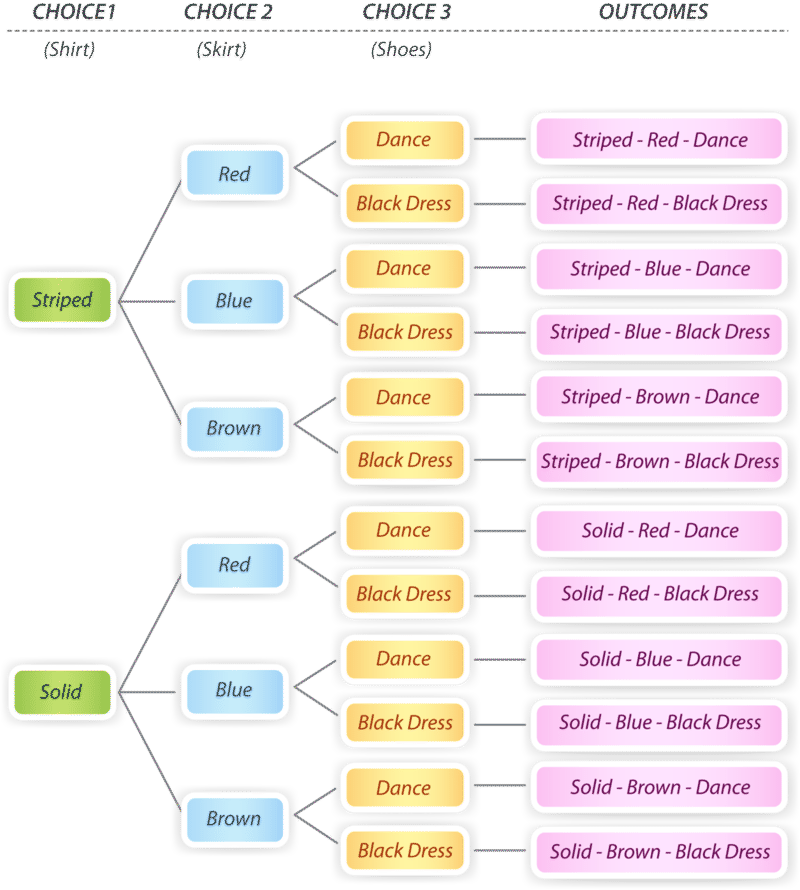 CHOICE1 CHOICE 2 CHOICE 3 OUTCOMES
(Shirt) (Skirt) (Shoes)
Dance Striped - Red - Dance
Red
Black Dress Striped - Red - Black Dress
Dance Striped - Blue - Dance
Striped Blue
Black Dress Striped - Blue - Black Dress
Dance Striped - Brown - Dance
Brown
Black Dress Striped - Brown - Black Dress
Dance Solid - Red - Dance
Red
Black Dress Solid - Red - Black Dress
Dance Solid - Blue - Dance
Solid Blue
Black Dress Solid - Blue - Black Dress
Dance Solid - Brown - Dance
Brown
Black Dress Solid - Brown - Black Dress